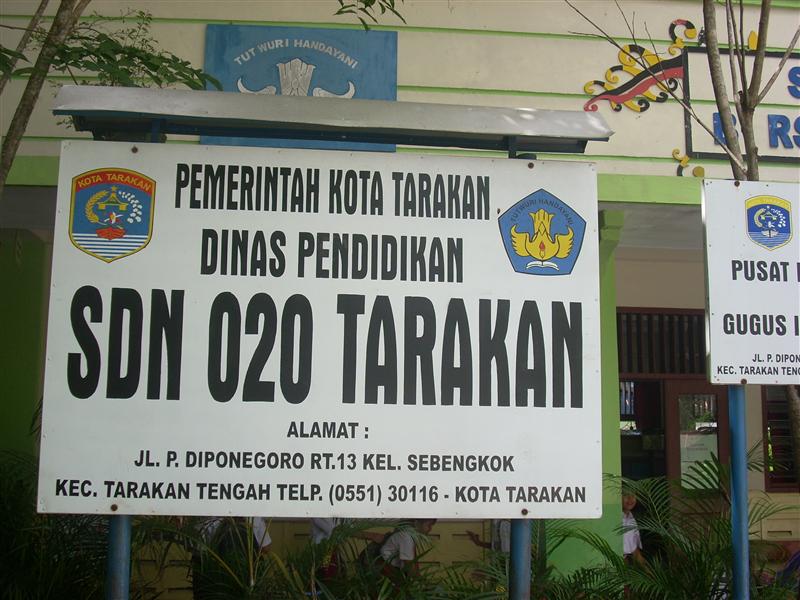 TUT WURI HANDAYANI
KOTA TARAKAN
PEMERINTAH KOTA TARAKAN
DINAS PENDIDIKAN
TUT WURI HANDAYANI
SDN 020 TARAKAN
ALAMAT :
JL. P. DIPONEGORO RT.13 KEL. SEBENGKOK
KEC. TARAKAN TENGAH TELP. (0551) 30116 - KOTA TARAKAN
PUSAT
GUGUS
JL. P. DIPONE
KEC. TARAKAN TENG